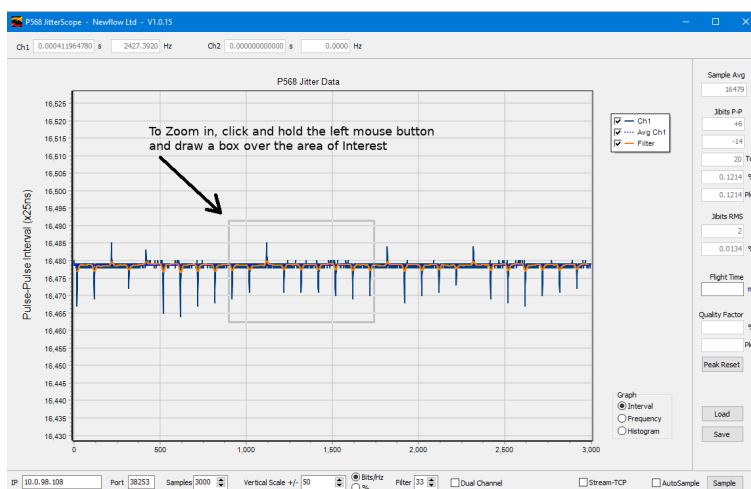 P568 JitterScope - Newflow Ltd - V1.0.15
Ch1 0.000411964780 s 2427.3920 Hz Ch2 0.000000000000 s 0.0000 Hz
P568 Jitter Data
Pulse-Pulse Interval (x25ns)
16,525
16,520
16,515
16,510
16,505
16,500
16,495
16,490
16,485
16,480
16,475
16,470
16,465
16,460
16,455
16,450
16,445
16,440
16,435
16,430
0 500 1,000 1,500 2,000 2,500 3,000
To Zoom in, click and hold the left mouse button
and draw a box over the area of Interest
Ch1
Avg Ch1
Filter
Graph
Interval
Frequency
Histogram
Sample Avg
16479
Jibits P-P
+6
-14
20
0.1214 %
0.1214
Jibits RMS
2
0.0134 %
Flight Time
Quality Factor
Peak Reset
Load
Save
IP 10.0.98.108 Port 38253 Samples 3000 Vertical Scale +/- 50 Bits/Hz
%
Filter 33 Dual Channel Stream-TCP AutoSample Sample